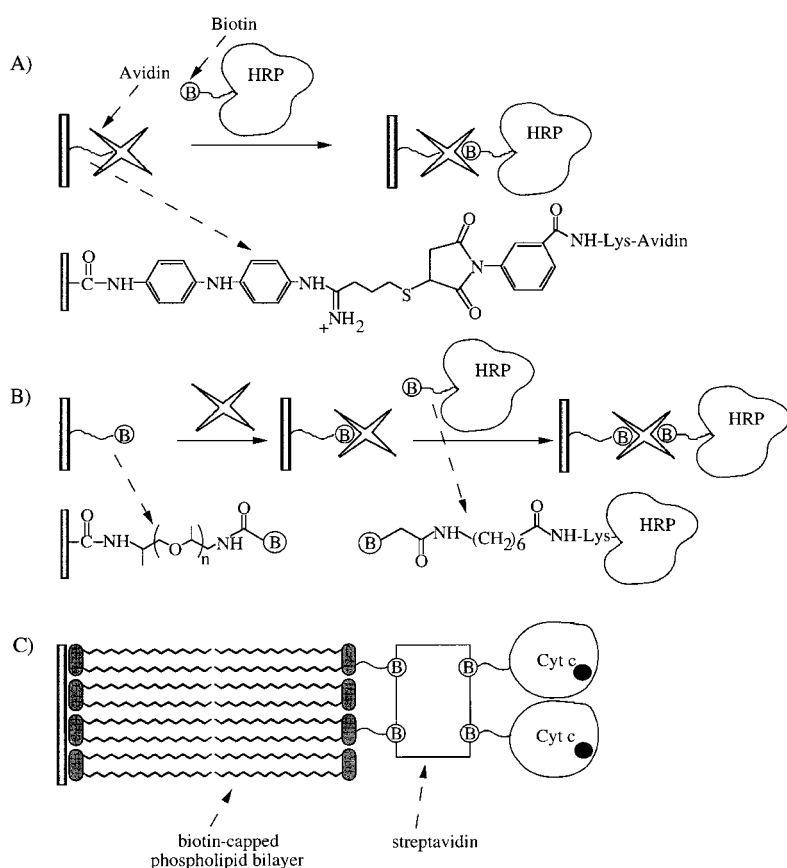 A)
Biotin
Avidin
B
HRP
B
HRP
O
C—NH
NH
NH
+NH2
S
O
N
O
O
NH-Lys-Avidin
B)
B
B
B
HRP
B
B
HRP
O
C—NH
O
n
NH
O
B
B
O
NH
(CH2)6
O
NH-Lys-
HRP
C)
B
B
B
B
Cyt c
Cyt c
biotin-capped
phospholipid bilayer
streptavidin